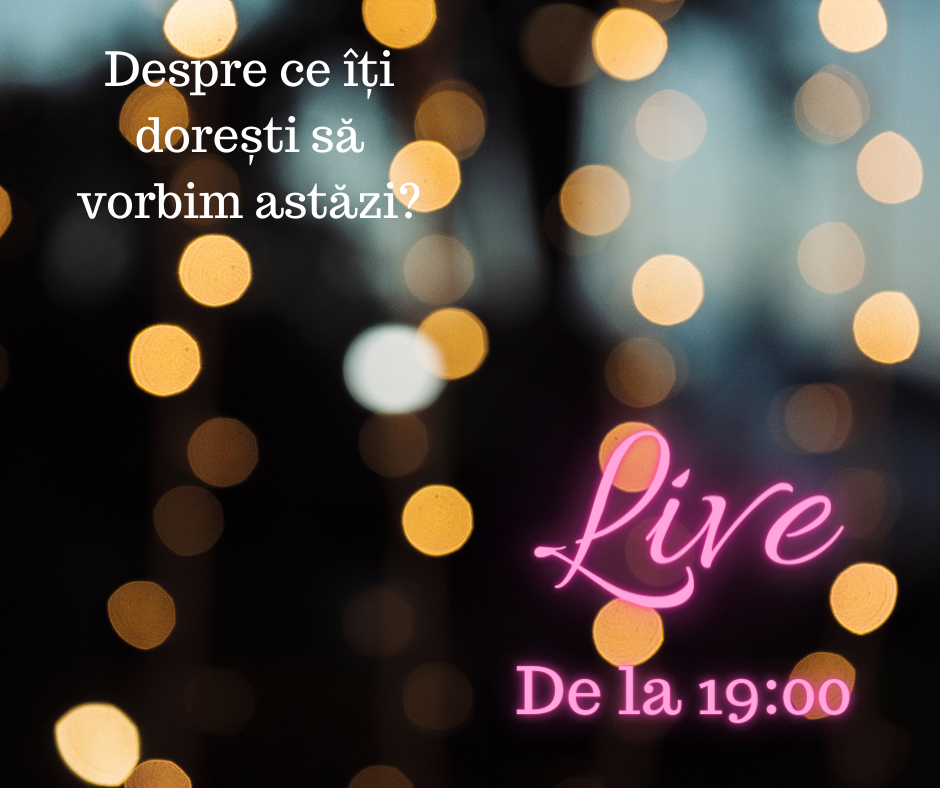 Despre ce îți
dorești să
vorbim astăzi?
Live
De la 19:00